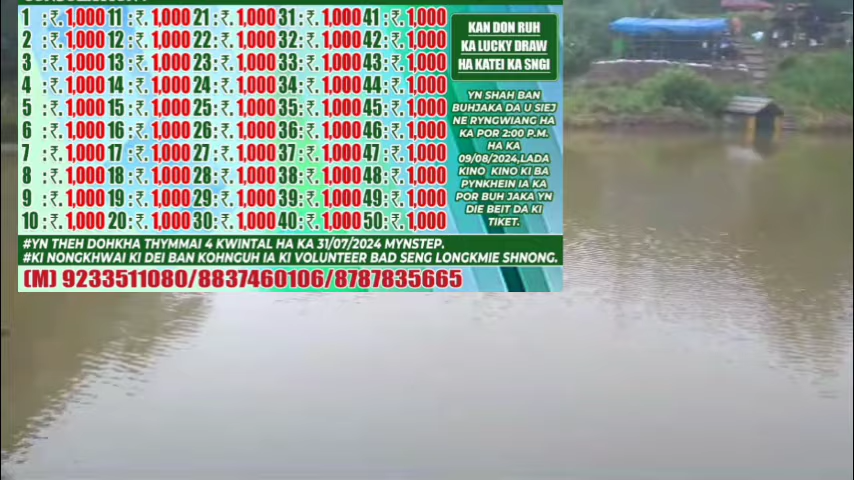 1 :₹. 1,000 11 :₹. 1,000 21 :₹. 1,000 31 :₹. 1,000 41 :₹. 1,000
2 :₹. 1,000 12 :₹. 1,000 22 :₹. 1,000 32 :₹. 1,000 42 :₹. 1,000
3 :₹. 1,000 13 :₹. 1,000 23 :₹. 1,000 33 :₹. 1,000 43 :₹. 1,000
4 :₹. 1,000 14 :₹. 1,000 24 :₹. 1,000 34 :₹. 1,000 44 :₹. 1,000
5 :₹. 1,000 15 :₹. 1,000 25 :₹. 1,000 35 :₹. 1,000 45 :₹. 1,000
6 :₹. 1,000 16 :₹. 1,000 26 :₹. 1,000 36 :₹. 1,000 46 :₹. 1,000
7 :₹. 1,000 17 :₹. 1,000 27 :₹. 1,000 37 :₹. 1,000 47 :₹. 1,000
8 :₹. 1,000 18 :₹. 1,000 28 :₹. 1,000 38 :₹. 1,000 48 :₹. 1,000
9 :₹. 1,000 19 :₹. 1,000 29 :₹. 1,000 39 :₹. 1,000 49 :₹. 1,000
10 :₹. 1,000 20 :₹. 1,000 30 :₹. 1,000 40 :₹. 1,000 50 :₹. 1,000
KAN DON RUH
KA LUCKY DRAW
HA KATEI KA SNGI
YN SHAH BAN
BUHJAKA DA U SIEJ
NE RYNGWIANG HA
KA POR 2:00 P.M.
HA KA
09/08/2024,LADA
KINO KINO KI BA
PYNKHEIN IA KA
POR BUH JAKA YN
DIE BEIT DA KI
TIKET.
#YN THEH DOHKHA THYMMAI 4 KWINTAL HA KA 31/07/2024 MYNSTEP.
#KI NONGKHWAI KI DEI BAN KOHNGUH IA KI VOLUNTEER BAD SENG LONGKMIE SHNONG.
(M) 9233511080/8837460106/8787835665